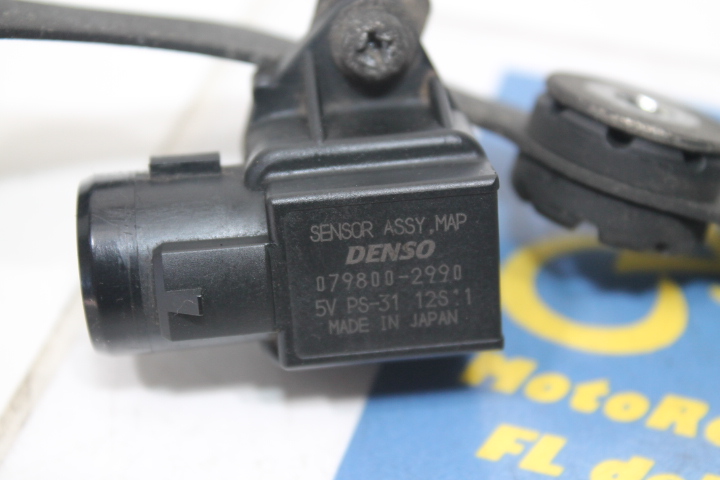 SENSOR ASSY,MAP
DENSO
079800-2990
5V PS-31 12S11
MADE IN JAPAN
MotoR
FL